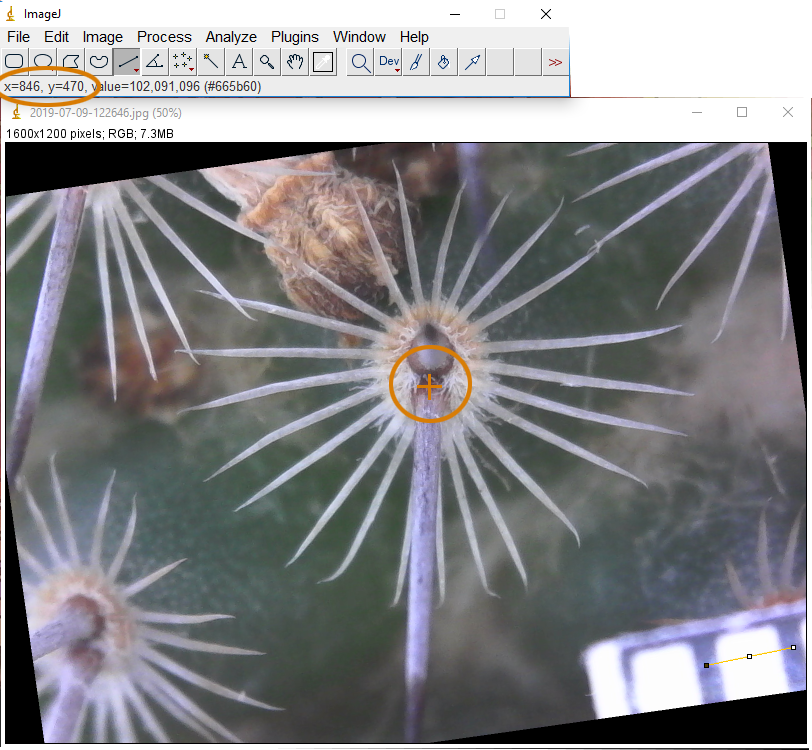 ImageJ
File Edit Image Process Analyze Plugins Window Help
A Dev >>
x=846, y=470, value=102,091,096 (#665b60)
2019-07-09-122646.jpg (50%)
1600x1200 pixels; RGB; 7.3MB